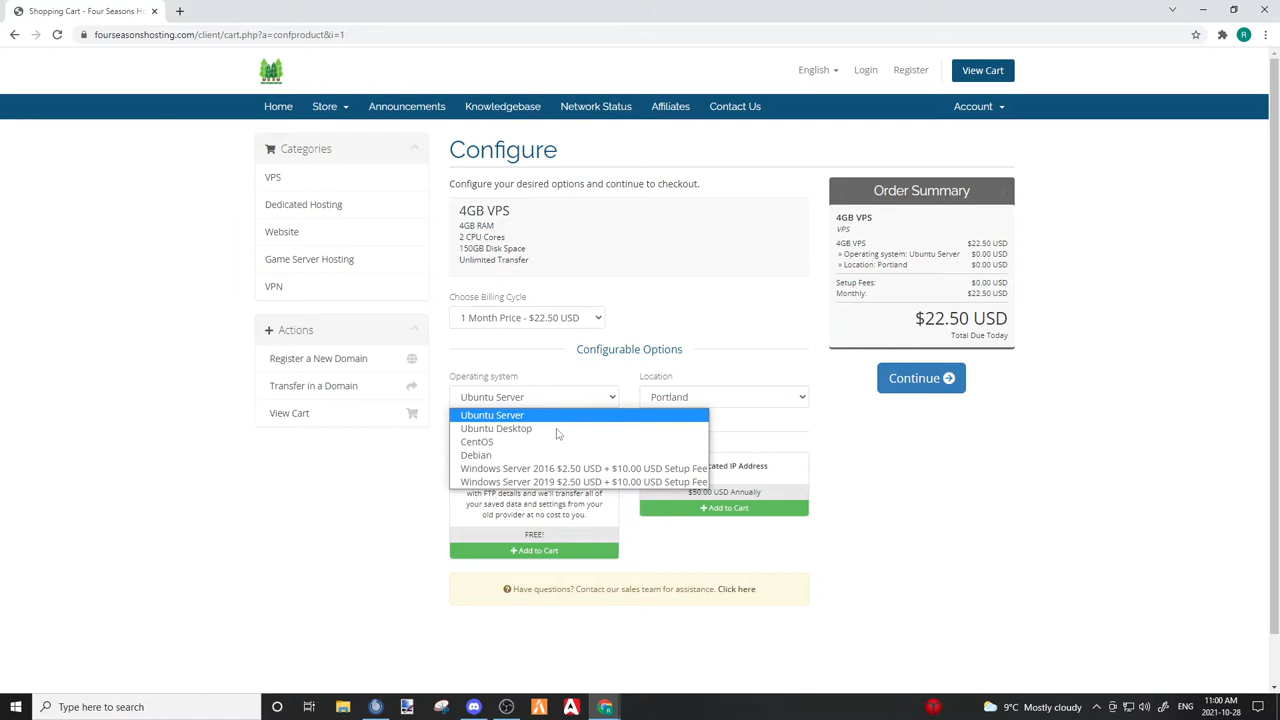 Shopping Cart - Four Seasons Ho
fourseasonshosting.com/client/cart.php?a=confproduct&i=1
R
English
Login
Register
View Cart
Home
Store
Announcements
Knowledgebase
Network Status
Affiliates
Contact Us
Account
Categories
VPS
Dedicated Hosting
Website
Game Server Hosting
VPN
Actions
Register a New Domain
Transfer in a Domain
View Cart
Configure
Configure your desired options and continue to checkout.
4GB VPS
4GB RAM
2 CPU Cores
150GB Disk Space
Unlimited Transfer
Choose Billing Cycle
1 Month Price - $22.50 USD
Configurable Options
Operating system
Ubuntu Server
Ubuntu Server
Ubuntu Desktop
CentOS
Debian
Windows Server 2016 $2.50 USD + $10.00 USD Setup Fee
Windows Server 2019 $2.50 USD + $10.00 USD Setup Fee
Location
Portland
with FTP details and we'll transfer all of
your saved data and settings from your
old provider at no cost to you.
FREE!
+ Add to Cart
cated IP Address
$50.00 USD Annually
+ Add to Cart
Have questions? Contact our sales team for assistance. Click here
Order Summary
4GB VPS
VPS
4GB VPS $22.50 USD
» Operating system: Ubuntu Server $0.00 USD
» Location: Portland $0.00 USD
Setup Fees: $0.00 USD
Monthly: $22.50 USD
$22.50 USD
Total Due Today
Continue
Type here to search
9°C Mostly cloudy
ENG
11:00 AM
2021-10-28